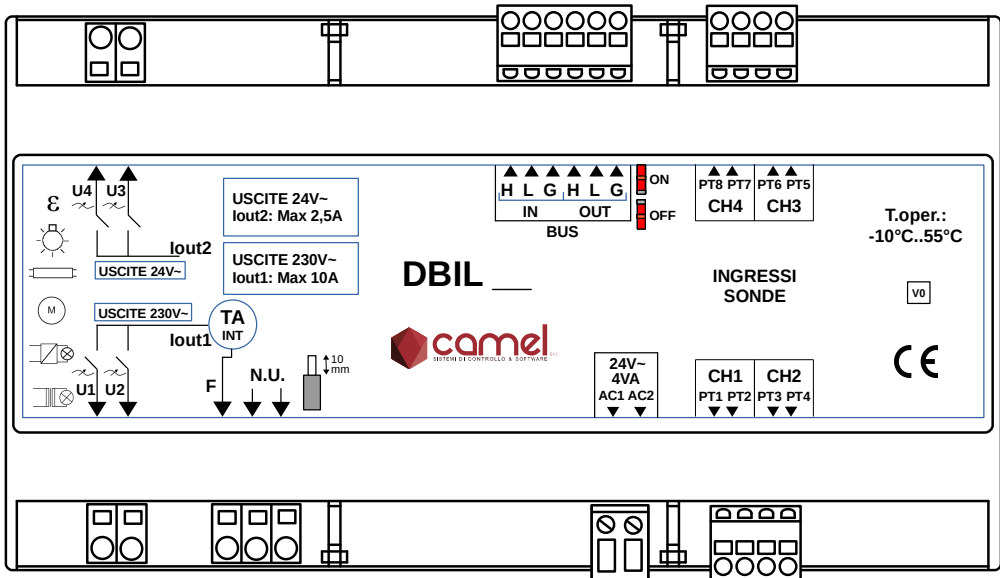 U4 U3
ε
USCITE 24V~
Iout2: Max 2,5A
Iout2
USCITE 24V~
USCITE 230V~
Iout1: Max 10A
USCITE 230V~
M
TA
INT
Iout1
U1 U2
F
N.U.
10
mm
H L G H L G
IN OUT
BUS
ON
OFF
DBIL __
camel
SISTEMI DI CONTROLLO & SOFTWARE
PT8 PT7 PT6 PT5
CH4 CH3
INGRESSI
SONDE
24V~
4VA
AC1 AC2
CH1 CH2
PT1 PT2 PT3 PT4
T.oper.:
-10°C..55°C
V0
CE